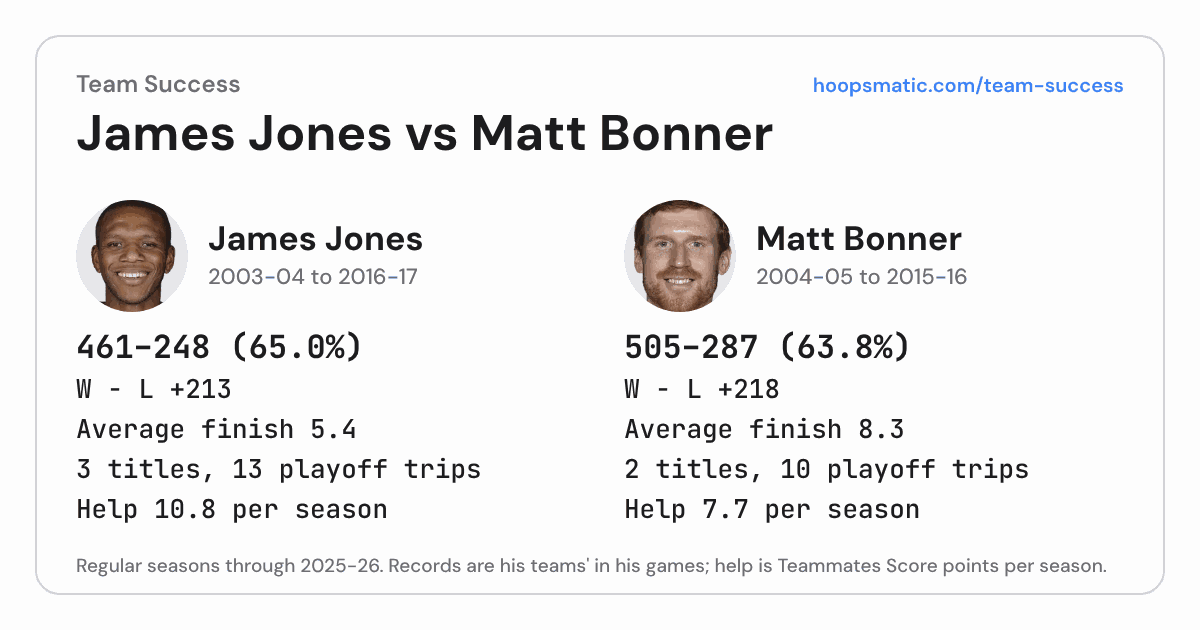 Team Success
hoopsmatic.com/team-success
James Jones vs Matt Bonner
James Jones
2003-04 to 2016-17
461-248 (65.0%)
W - L +213
Average finish 5.4
3 titles, 13 playoff trips
Help 10.8 per season
Matt Bonner
2004-05 to 2015-16
505-287 (63.8%)
W - L +218
Average finish 8.3
2 titles, 10 playoff trips
Help 7.7 per season
Regular seasons through 2025-26. Records are his teams' in his games; help is Teammates Score points per season.